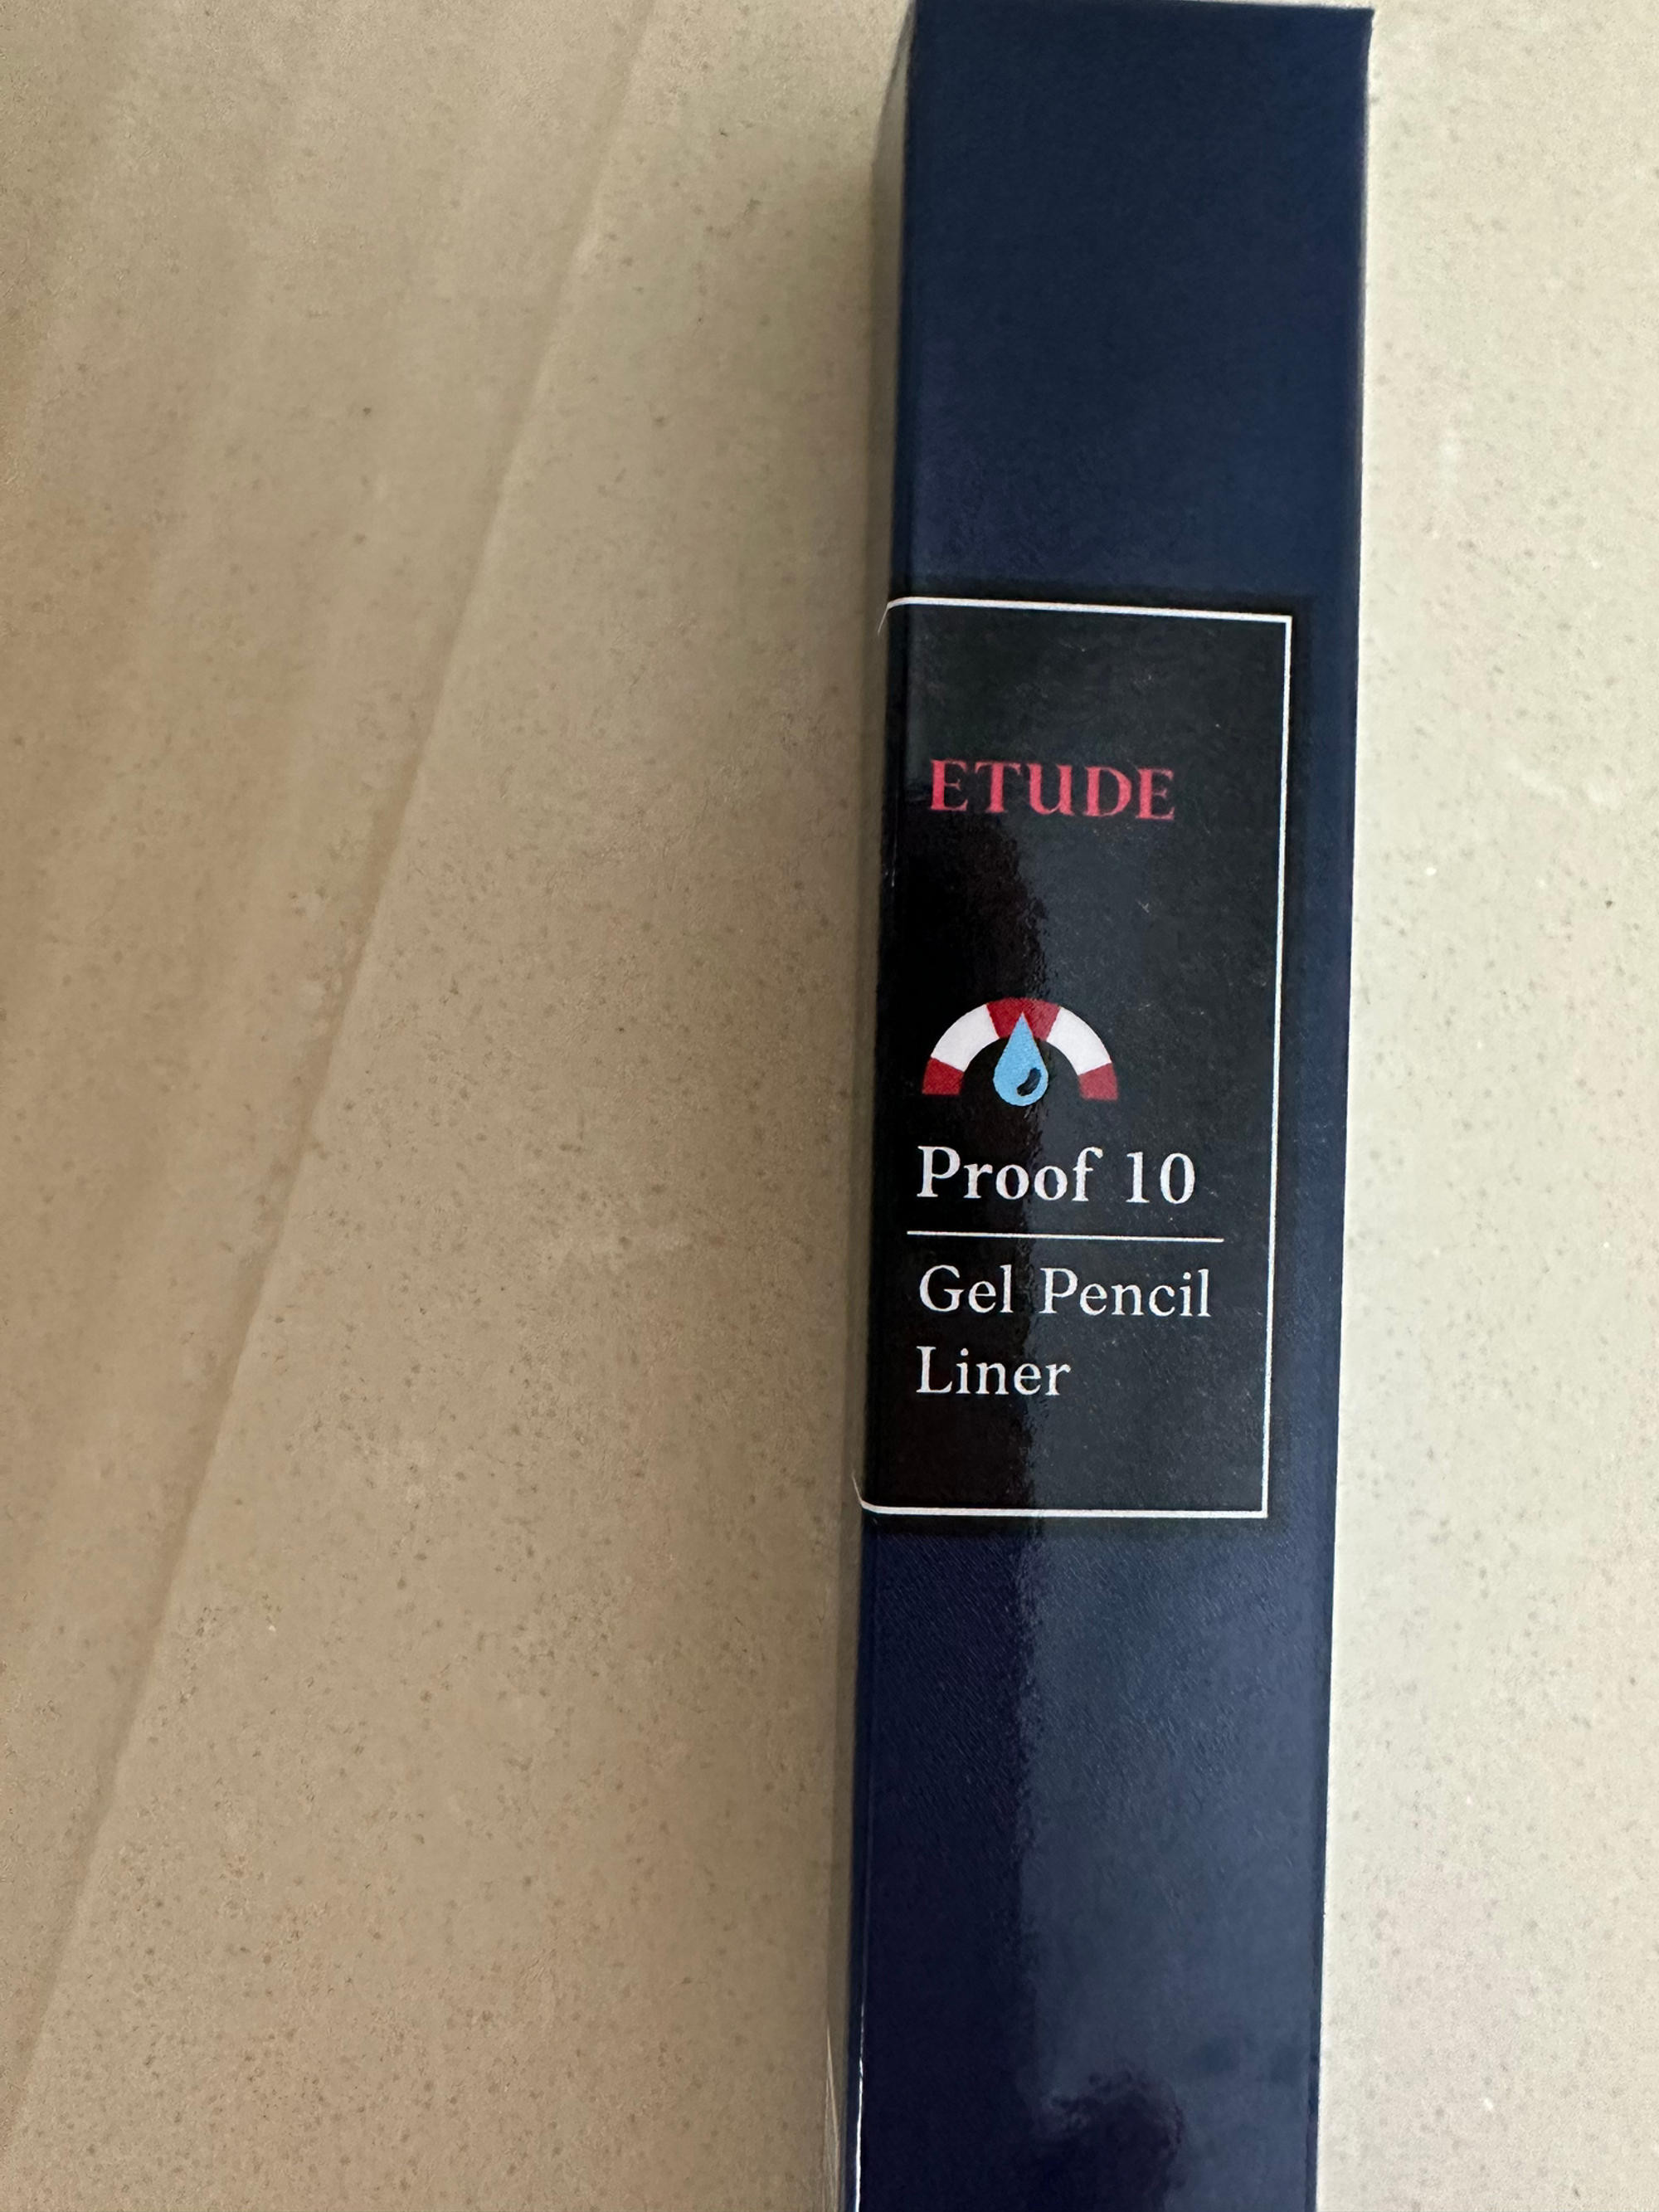 ETUDE
Proof 10
Gel Pencil
Liner